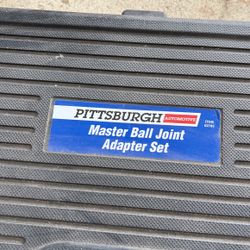 PITTSBURGH AUTOMOTIVE
Master Ball Joint
Adapter Set